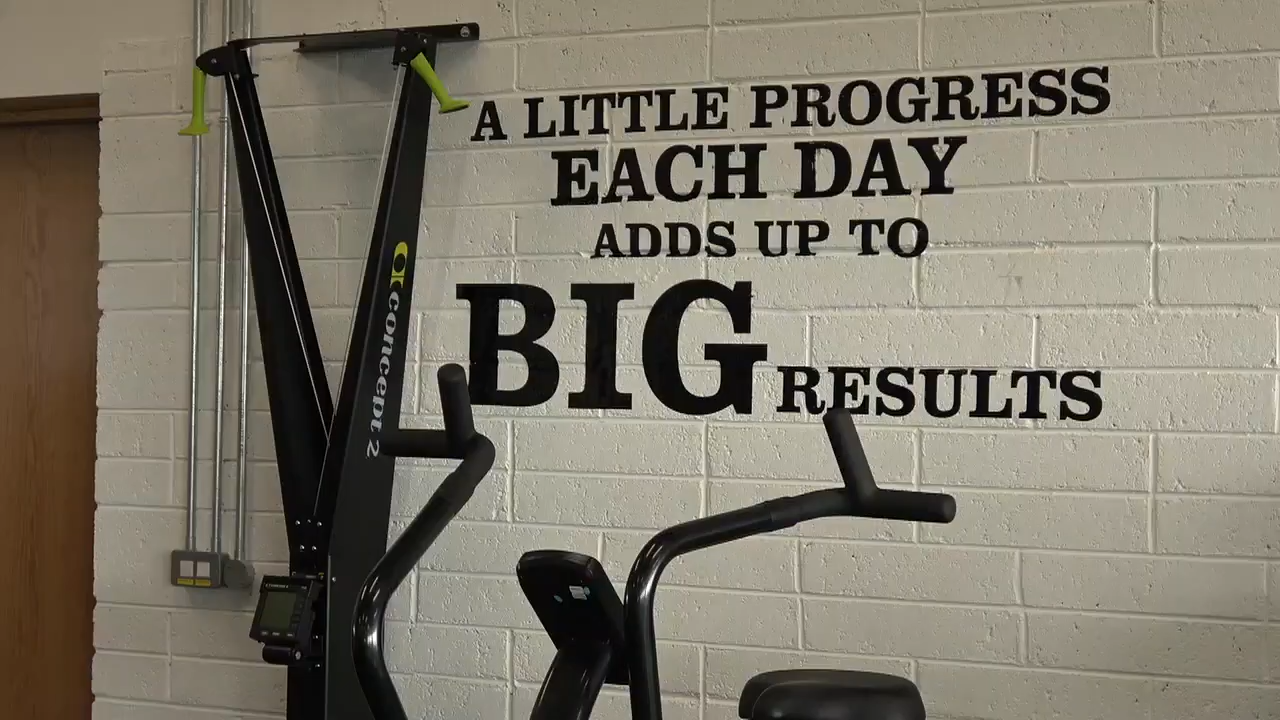 A LITTLE PROGRESS
EACH DAY
ADDS UP TO
BIG RESULTS
concept 2